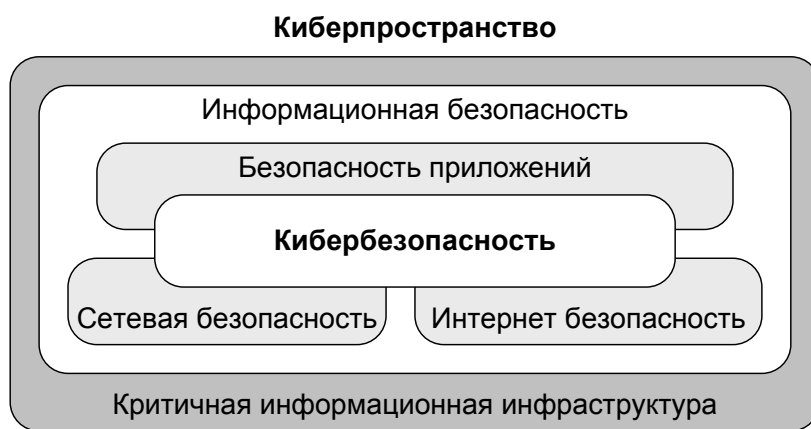 Киберпространство
Информационная безопасность
Безопасность приложений
Кибербезопасность
Сетевая безопасность
Интернет безопасность
Критичная информационная инфраструктура